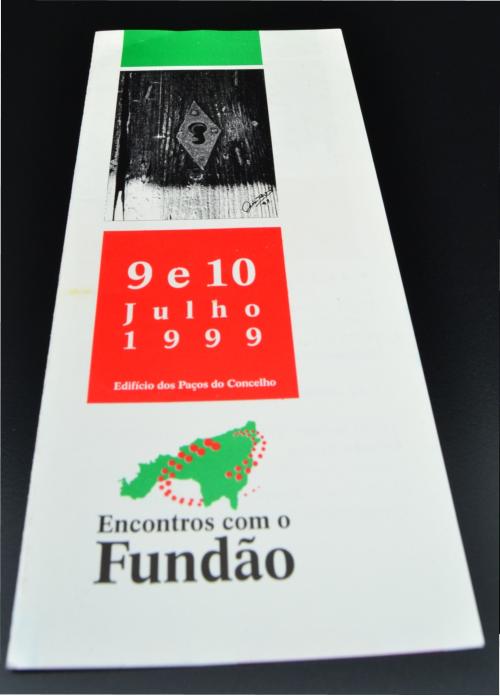 9 e 10
Julho
1999
Edifício dos Paços do Concelho
Encontros com o
Fundão